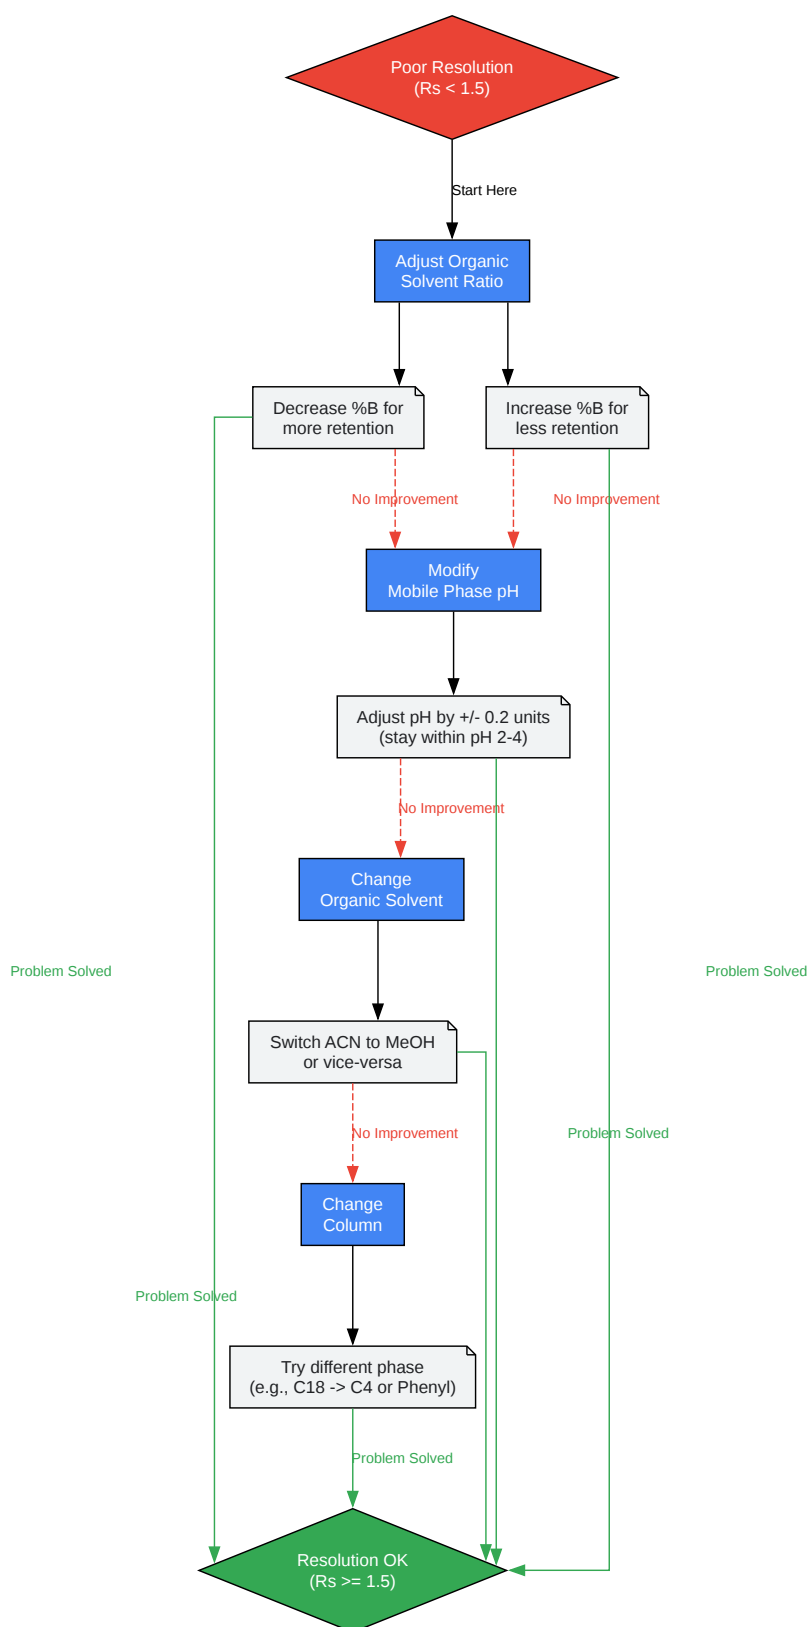 Poor Resolution
(Rs < 1.5)
Start Here
Adjust Organic
Solvent Ratio
Decrease %B for
more retention
Increase %B for
less retention
No Improvement
No Improvement
Modify
Mobile Phase pH
Adjust pH by +/- 0.2 units
(stay within pH 2-4)
No Improvement
Change
Organic Solvent
Problem Solved
Problem Solved
Switch ACN to MeOH
or vice-versa
No Improvement
Problem Solved
Change
Column
Problem Solved
Try different phase
(e.g., C18 -> C4 or Phenyl)
Problem Solved
Resolution OK
(Rs >= 1.5)